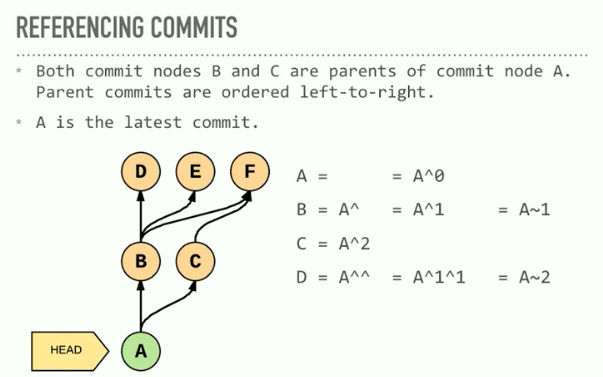 REFERENCING COMMITS
* Both commit nodes B and C are parents of commit node A.
Parent commits are ordered left-to-right.
* A is the latest commit.
D E F
B C
HEAD A
A = = A^0
B = A^ = A^1 = A~1
C = A^2
D = A^^ = A^1^1 = A~2